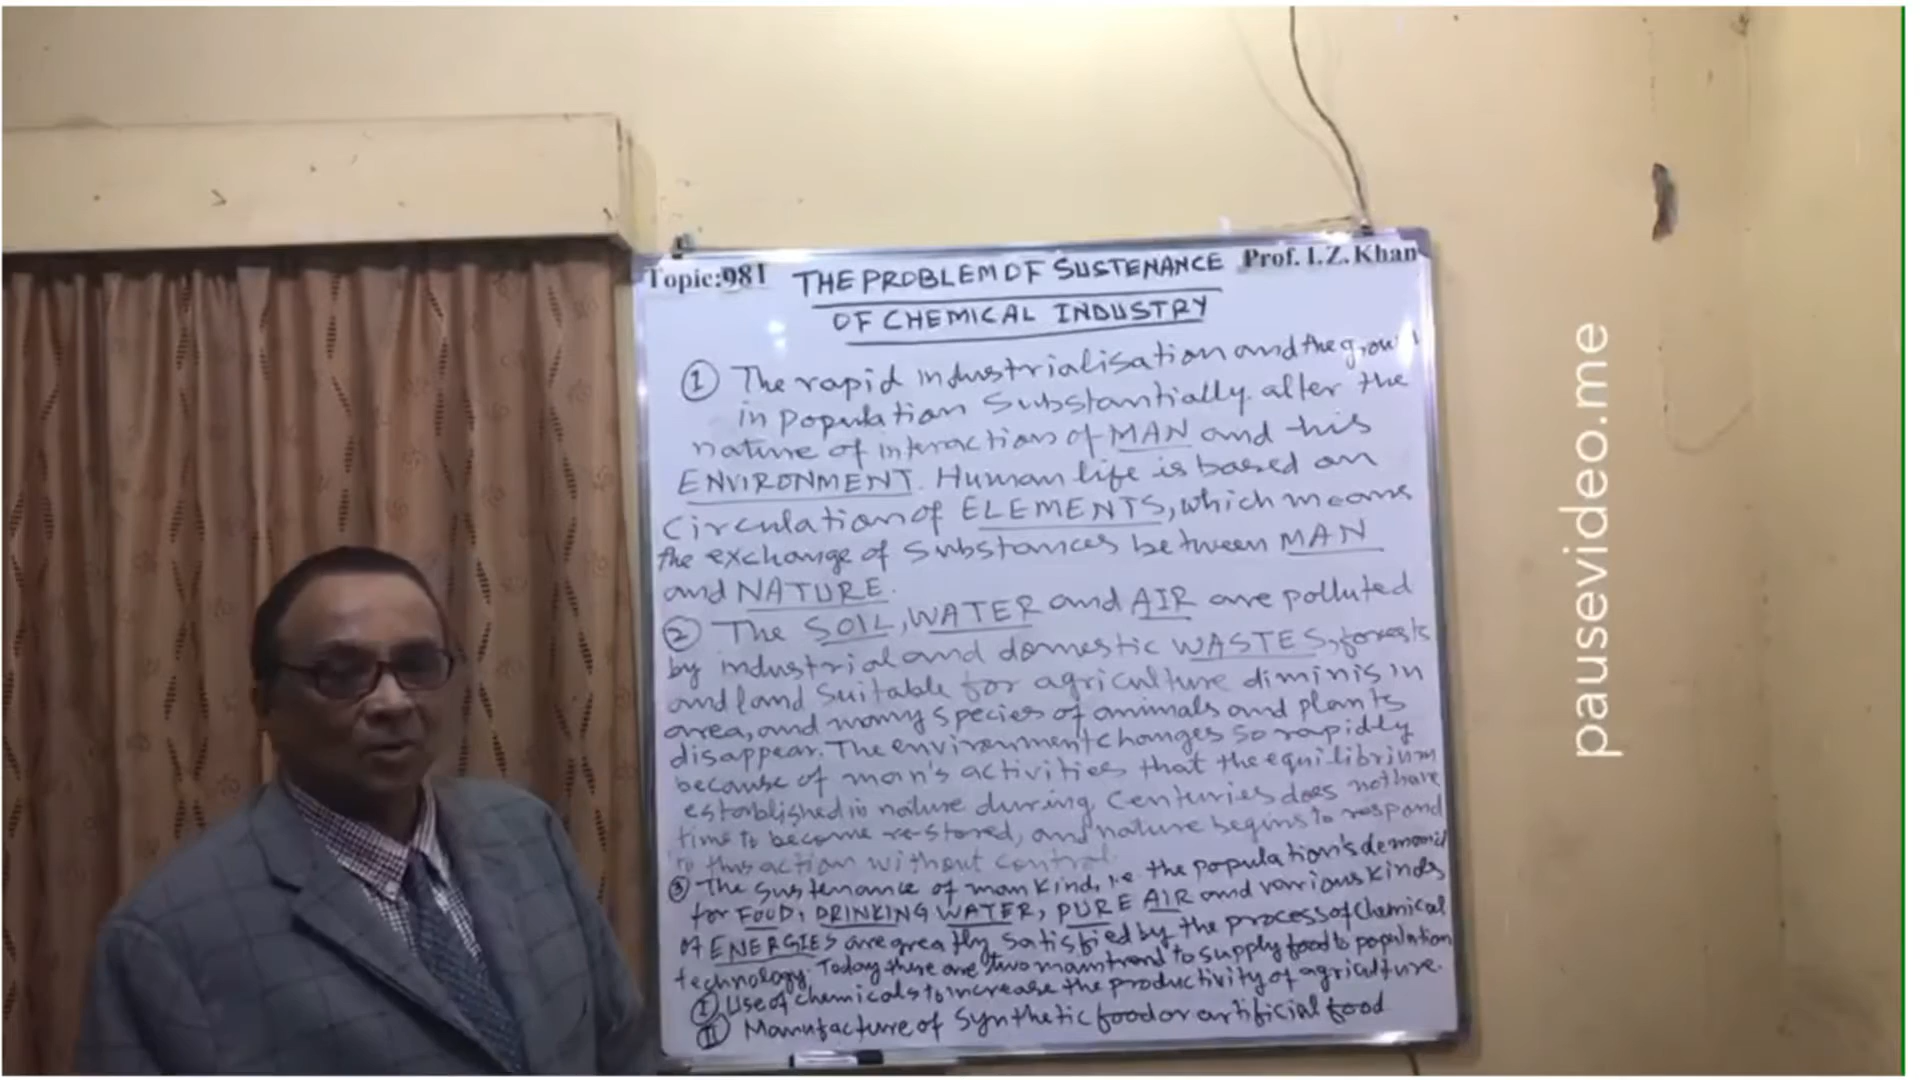 Topic:981 THE PROBLEM OF SUSTENANCE Prof. I.Z. Khan
OF CHEMICAL INDUSTRY
① The rapid industrialisation and the grow
in population substantially alter the
nature of interaction of MAN and his
ENVIRONMENT. Human life is based on
Circulation of ELEMENTS, which means
the exchange of substances between MAN
and NATURE.
② The SOIL, WATER and AIR are polluted
by industrial and domestic WASTES, forests
and land suitable for agriculture diminis in
area, and many species of animals and plants
disappear. The environment changes so rapidly
because of man's activities that the equilibrium
established in nature during centuries does not have
time to become re-stored, and nature begins to respond
to this action without control.
③ The sustenance of mankind, i.e. the population's demand
for FOOD, DRINKING WATER, PURE AIR and various kinds
of ENERGIES are greatly satisfied by the process of chemical
technology. Today there are two main trend to supply food to population
Ⅰ Use of chemicals to increase the productivity of agriculture.
Ⅱ Manufacture of synthetic food or artificial food
pausevideo.me